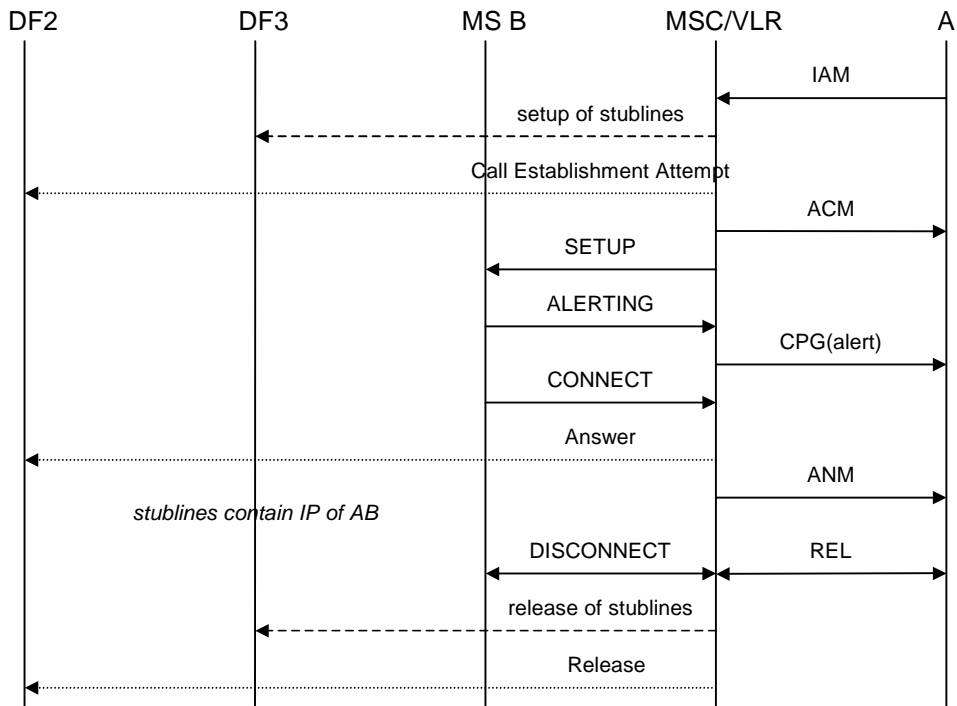 DF2 DF3 MS B MSC/VLR A
IAM
setup of stublines
Call Establishment Attempt
ACM
SETUP
ALERTING
CPG(alert)
CONNECT
Answer
ANM
stublines contain IP of AB
DISCONNECT REL
release of stublines
Release